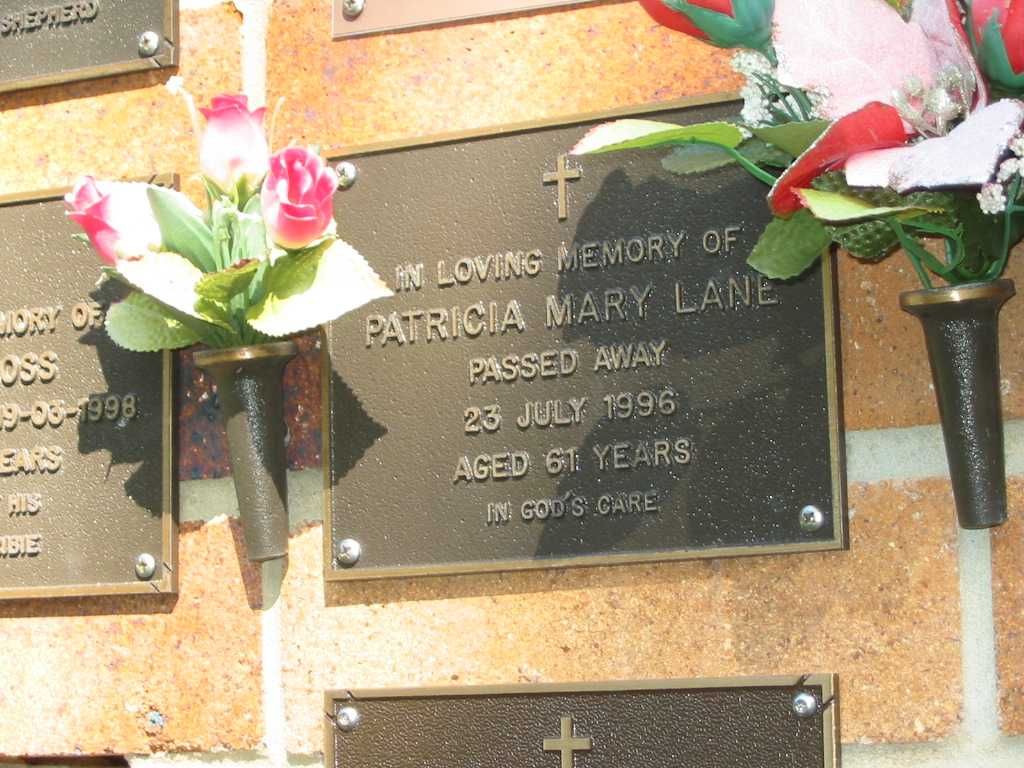 SHEPHERD
IN LOVING MEMORY OF
PATRICIA MARY LANE
PASSED AWAY
23 JULY 1996
AGED 61 YEARS
IN GOD'S CARE
MORY OF
OSS
19-03-1998
EARS
HIS
RBIE